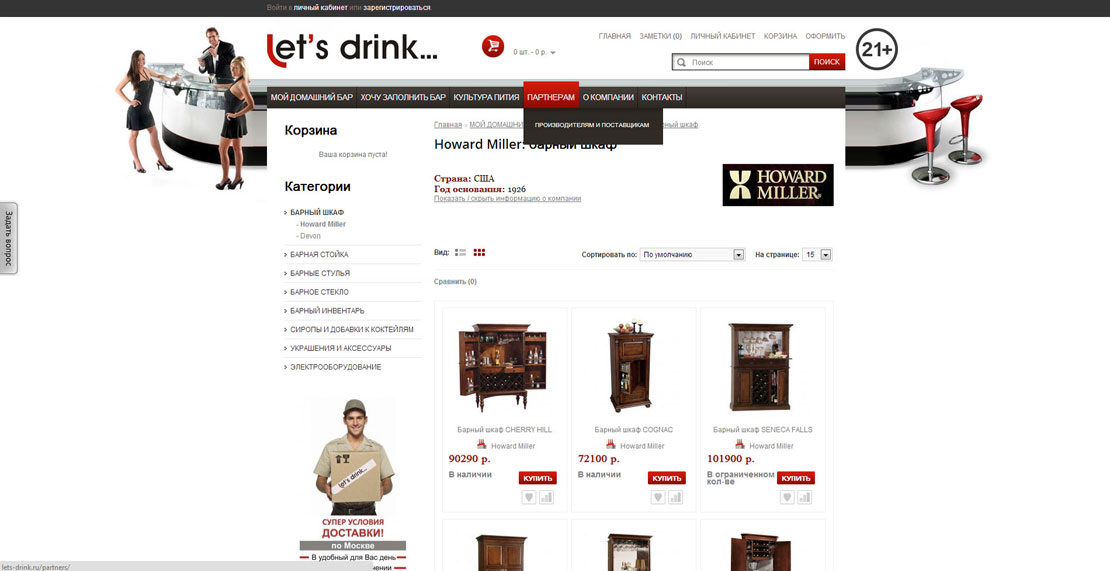 Войти в личный кабинет или зарегистрироваться
let's drink...
0 шт. - 0 р.
ГЛАВНАЯ ЗАМЕТКИ (0) ЛИЧНЫЙ КАБИНЕТ КОРЗИНА ОФОРМИТЬ
Поиск ПОИСК
21+
МОЙ ДОМАШНИЙ БАР ХОЧУ ЗАПОЛНИТЬ БАР КУЛЬТУРА ПИТИЯ ПАРТНЕРАМ О КОМПАНИИ КОНТАКТЫ
ПРОИЗВОДИТЕЛЯМ И ПОСТАВЩИКАМ
Главная » МОЙ ДОМАШНИ
рный шкаф
Howard Miller: барный шкаф
Корзина
Ваша корзина пуста!
Категории
БАРНЫЙ ШКАФ
- Howard Miller
- Devon
БАРНАЯ СТОЙКА
БАРНЫЕ СТУЛЬЯ
БАРНОЕ СТЕКЛО
БАРНЫЙ ИНВЕНТАРЬ
СИРОПЫ И ДОБАВКИ К КОКТЕЙЛЯМ
УКРАШЕНИЯ И АКСЕССУАРЫ
ЭЛЕКТРООБОРУДОВАНИЕ
Задать вопрос
let's drink...
СУПЕР УСЛОВИЯ
ДОСТАВКИ!
по Москве
В удобный для Вас день
Страна: США
Год основания: 1926
Показать / скрыть информацию о компании
HOWARD
MILLER®
Вид:
Сортировать по: По умолчанию На странице: 15
Сравнить (0)
Барный шкаф CHERRY HILL
Howard Miller
90290 р.
В наличии КУПИТЬ
Барный шкаф COGNAC
Howard Miller
72100 р.
В наличии КУПИТЬ
Барный шкаф SENECA FALLS
Howard Miller
101900 р.
В ограниченном
кол-ве КУПИТЬ
lets-drink.ru/partners/